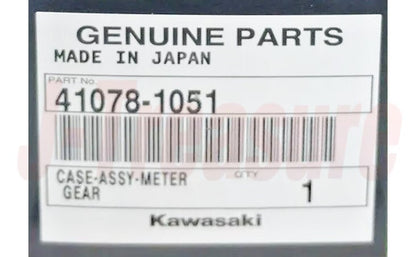 GENUINE PARTS
MADE IN JAPAN
PART No.
41078-1051
CASE-ASSY-METER
GEAR
Q'TY
1
Kawasaki